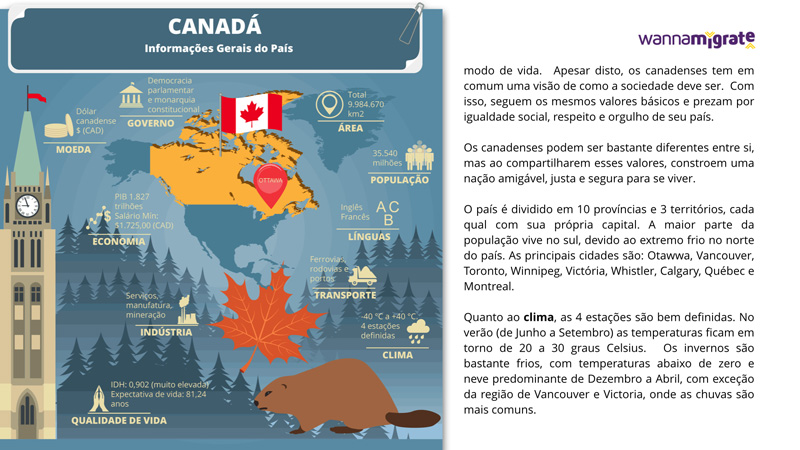 CANADÁ
Informações Gerais do País
Democracia
parlamentar
e monarquia
constitucional
GOVERNO
Dólar
canadense
$ (CAD)
MOEDA
Total
9.984.670
km2
ÁREA
35.540
milhões
POPULAÇÃO
OTTAWA
PIB 1.827
trilhões
Salário Mín:
$1.725,00 (CAD)
ECONOMIA
Inglês
Francês
A C
B
LÍNGUAS
Ferrovia,
rodovias e
portos
TRANSPORTE
Serviços,
manufatura,
mineração
INDÚSTRIA
-40 °C a +40 °C
4 estações
definidas
CLIMA
IDH: 0,902 (muito elevada)
Expectativa de vida: 81,24
anos
QUALIDADE DE VIDA
wannamigrate
modo de vida. Apesar disto, os canadenses tem em
comum uma visão de como a sociedade deve ser. Com
isso, seguem os mesmos valores básicos e prezam por
igualdade social, respeito e orgulho de seu país.
Os canadenses podem ser bastante diferentes entre si,
mas ao compartilharem esses valores, constroem uma
nação amigável, justa e segura para se viver.
O país é dividido em 10 províncias e 3 territórios, cada
qual com sua própria capital. A maior parte da
população vive no sul, devido ao extremo frio no norte
do país. As principais cidades são: Otawwa, Vancouver,
Toronto, Winnipeg, Victória, Whistler, Calgary, Québec e
Montreal.
Quanto ao clima, as 4 estações são bem definidas. No
verão (de Junho a Setembro) as temperaturas ficam em
torno de 20 a 30 graus Celsius. Os invernos são
bastante frios, com temperaturas abaixo de zero e
neve predominante de Dezembro a Abril, com exceção
da região de Vancouver e Victoria, onde as chuvas são
mais comuns.